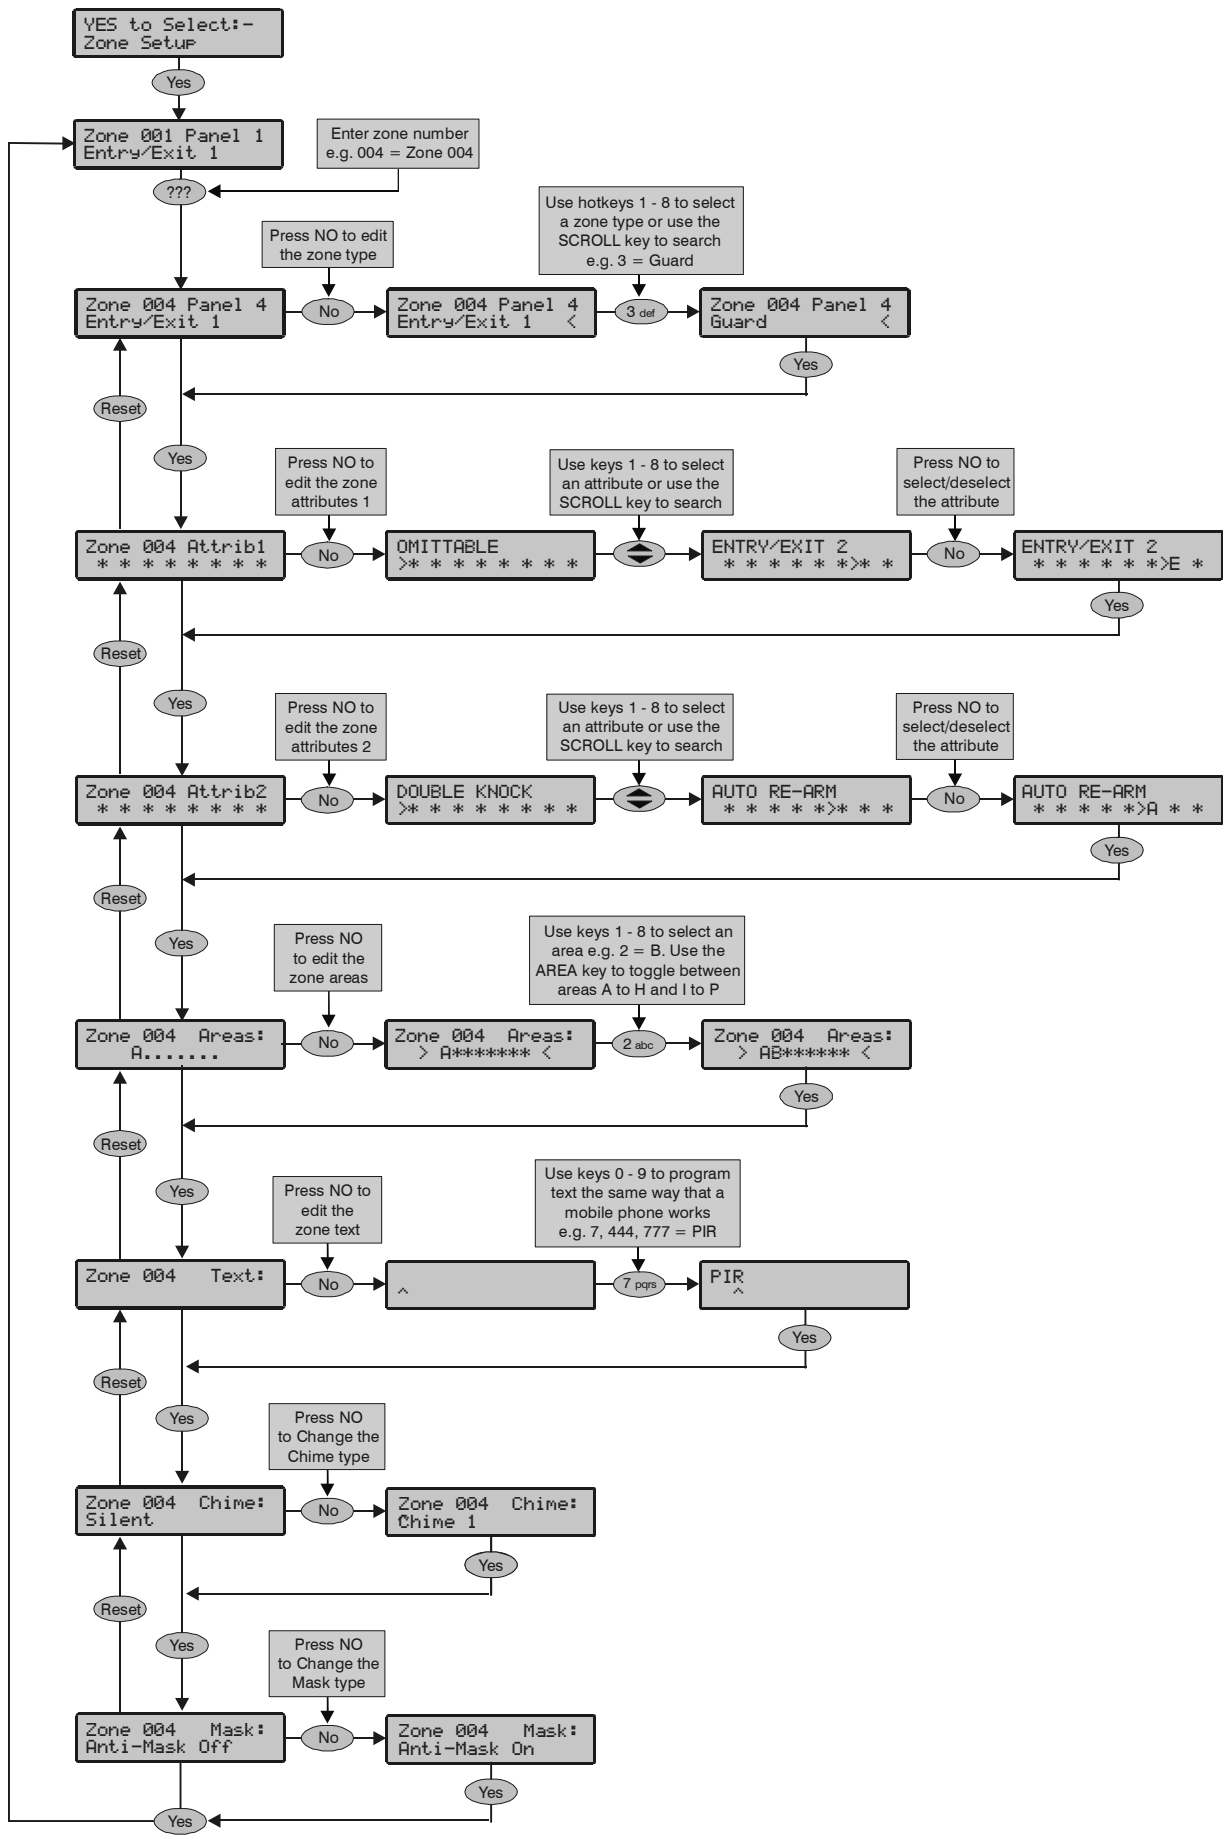 YES to Select:-
Zone Setup
Yes
Zone 001 Panel 1
Entry/Exit 1
Enter zone number
e.g. 004 = Zone 004
???
Use hotkeys 1 - 8 to select
a zone type or use the
SCROLL key to search
e.g. 3 = Guard
Press NO to edit
the zone type
Zone 004 Panel 4
Entry/Exit 1
No
Zone 004 Panel 4
Entry/Exit 1 <
3 def
Zone 004 Panel 4
Guard <
Yes
Reset
Yes
Press NO to
edit the zone
attributes 1
Use keys 1 - 8 to select
an attribute or use the
SCROLL key to search
Press NO to
select/deselect
the attribute
Zone 004 Attrib1
* * * * * * * *
No
OMITTABLE
>* * * * * * * *
ENTRY/EXIT 2
* * * * * *>* *
No
ENTRY/EXIT 2
* * * * * *>E *
Yes
Reset
Yes
Press NO to
edit the zone
attributes 2
Use keys 1 - 8 to select
an attribute or use the
SCROLL key to search
Press NO to
select/deselect
the attribute
Zone 004 Attrib2
* * * * * * * *
No
DOUBLE KNOCK
>* * * * * * * *
AUTO RE-ARM
* * * * *>* * *
No
AUTO RE-ARM
* * * * *>A * *
Yes
Reset
Yes
Press NO
to edit the
zone areas
Use keys 1 - 8 to select an
area e.g. 2 = B. Use the
AREA key to toggle between
areas A to H and I to P
Zone 004 Areas:
A.......
No
Zone 004 Areas:
> A******* <
2 abc
Zone 004 Areas:
> AB****** <
Yes
Reset
Yes
Press NO to
edit the
zone text
Use keys 0 - 9 to program
text the same way that a
mobile phone works
e.g. 7, 444, 777 = PIR
Zone 004 Text:
No
^
7 pqrs
PIR
^
Yes
Reset
Yes
Press NO
to Change the
Chime type
Zone 004 Chime:
Silent
No
Zone 004 Chime:
Chime 1
Yes
Reset
Yes
Press NO
to Change the
Mask type
Zone 004 Mask:
Anti-Mask Off
No
Zone 004 Mask:
Anti-Mask On
Yes
Yes